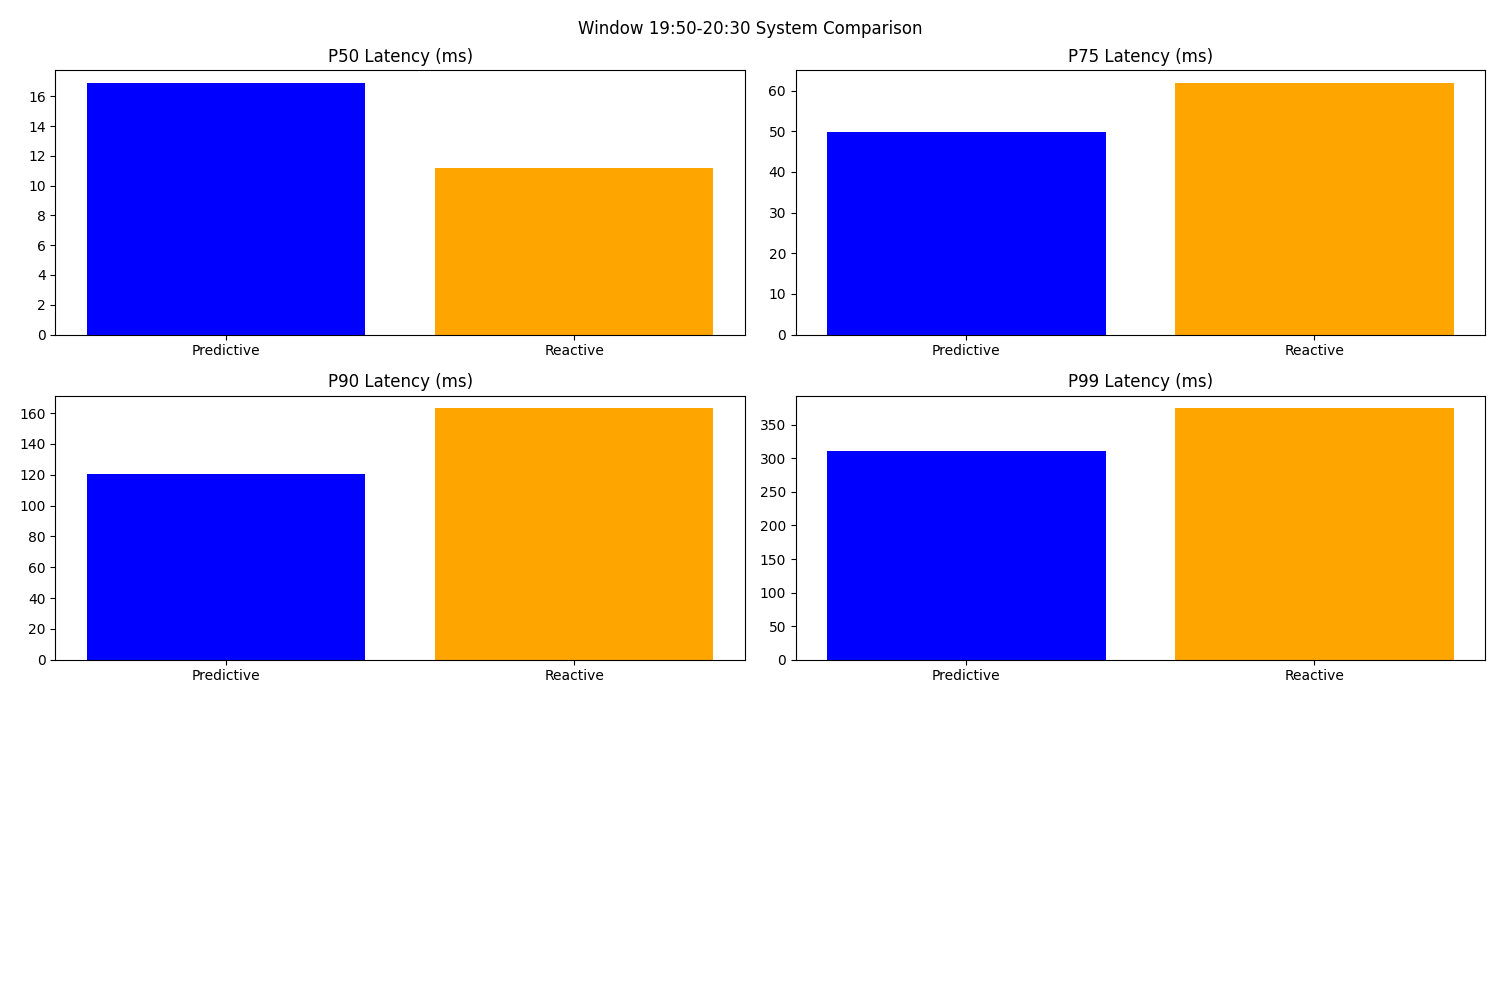 Window 19:50-20:30 System Comparison
P50 Latency (ms)
16
14
12
10
8
6
4
2
0
Predictive
Reactive
P75 Latency (ms)
60
50
40
30
20
10
0
Predictive
Reactive
P90 Latency (ms)
160
140
120
100
80
60
40
20
0
Predictive
Reactive
P99 Latency (ms)
350
300
250
200
150
100
50
0
Predictive
Reactive